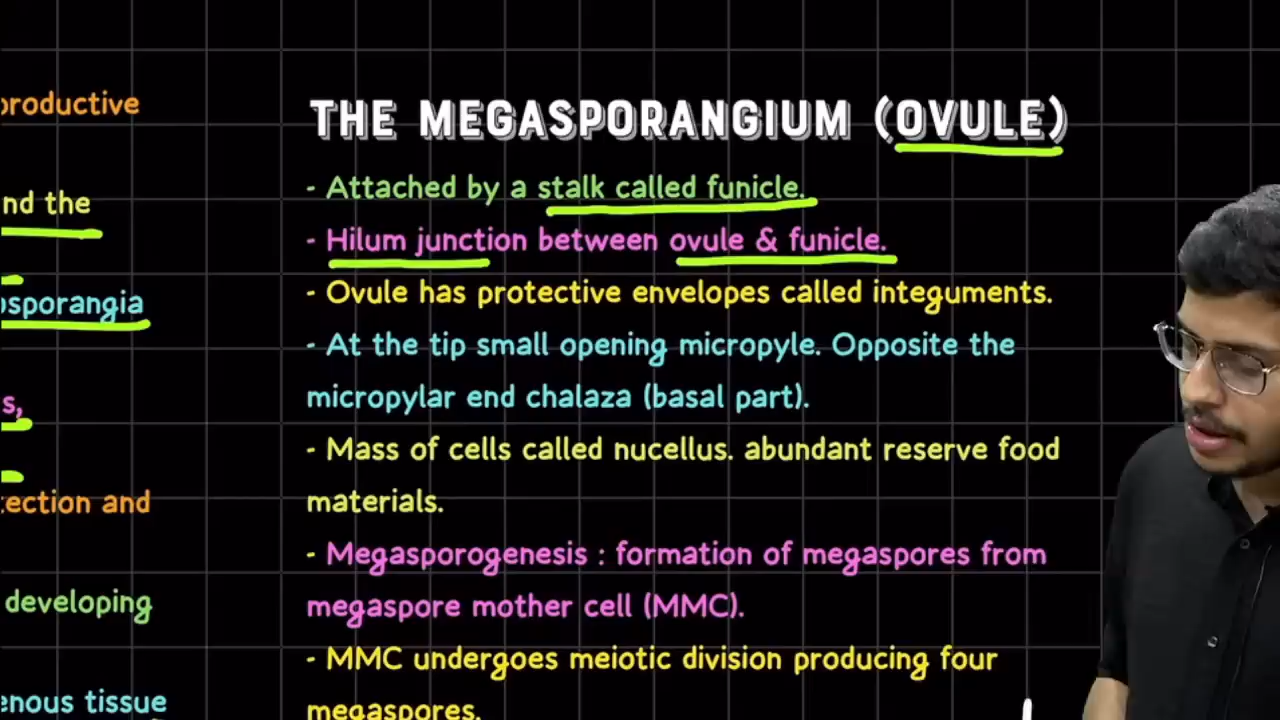 productive
nd the
osporangia
s,
tection and
developing
enous tissue
THE MEGASPORANGIUM (OVULE)
- Attached by a stalk called funicle.
- Hilum junction between ovule & funicle.
- Ovule has protective envelopes called integuments.
- At the tip small opening micropyle. Opposite the
micropylar end chalaza (basal part).
- Mass of cells called nucellus. abundant reserve food
materials.
- Megasporogenesis : formation of megaspores from
megaspore mother cell (MMC).
- MMC undergoes meiotic division producing four
megaspores.